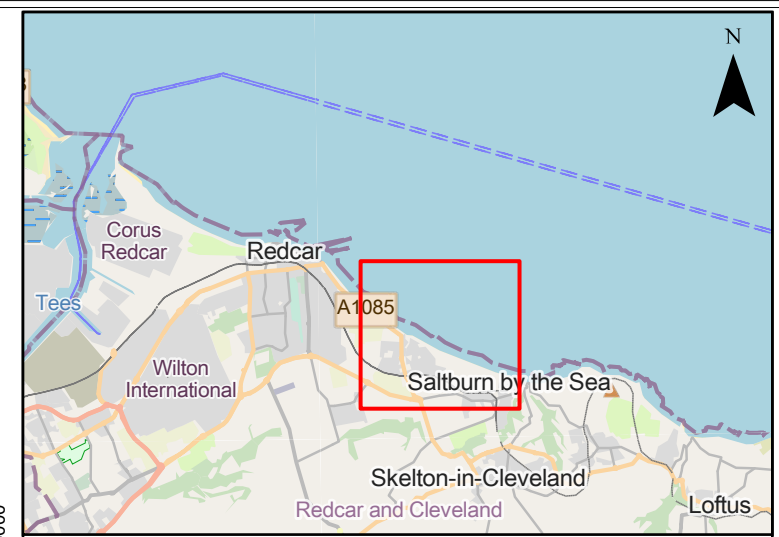 N
Corus
Redcar
Redcar
Tees
A1085
Wilton
International
Saltburn by the Sea
Skelton-in-Cleveland
Redcar and Cleveland
Loftus